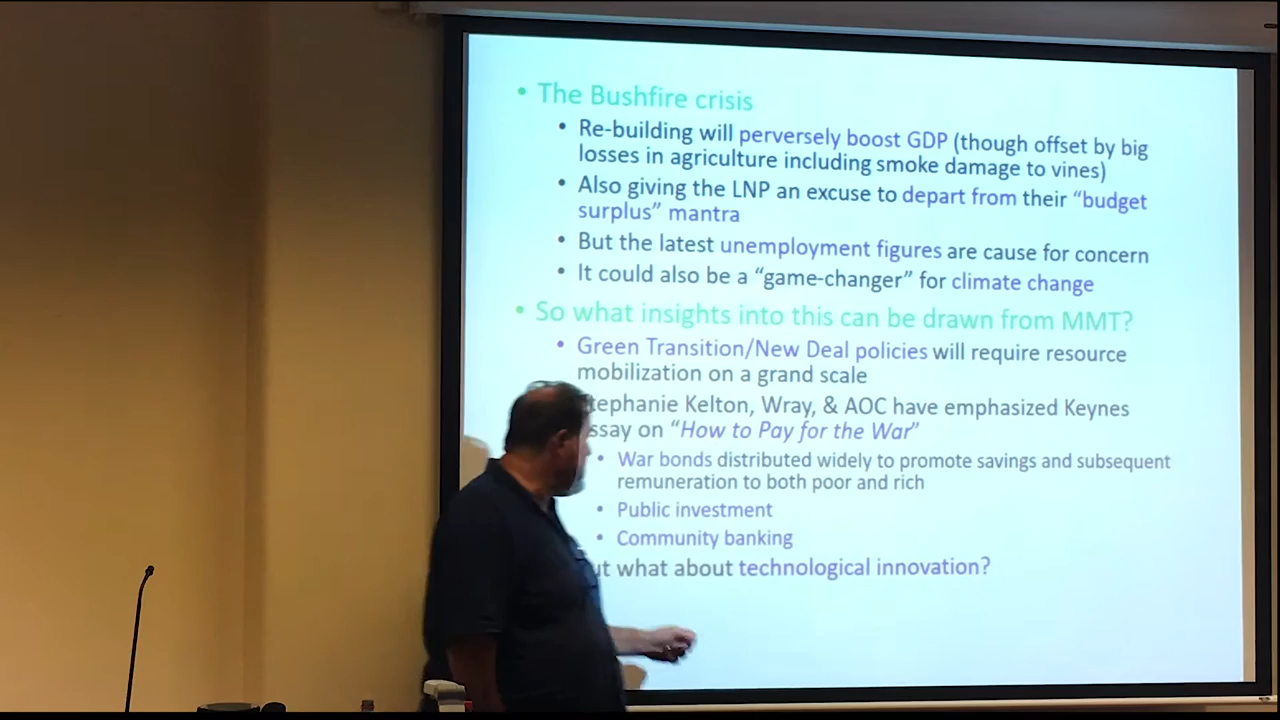 • The Bushfire crisis
• Re-building will perversely boost GDP (though offset by big
losses in agriculture including smoke damage to vines)
• Also giving the LNP an excuse to depart from their “budget
surplus” mantra
• But the latest unemployment figures are cause for concern
• It could also be a “game-changer” for climate change
• So what insights into this can be drawn from MMT?
• Green Transition/New Deal policies will require resource
mobilization on a grand scale
tephanie Kelton, Wray, & AOC have emphasized Keynes
ssay on “How to Pay for the War”
• War bonds distributed widely to promote savings and subsequent
remuneration to both poor and rich
• Public investment
• Community banking
ut what about technological innovation?